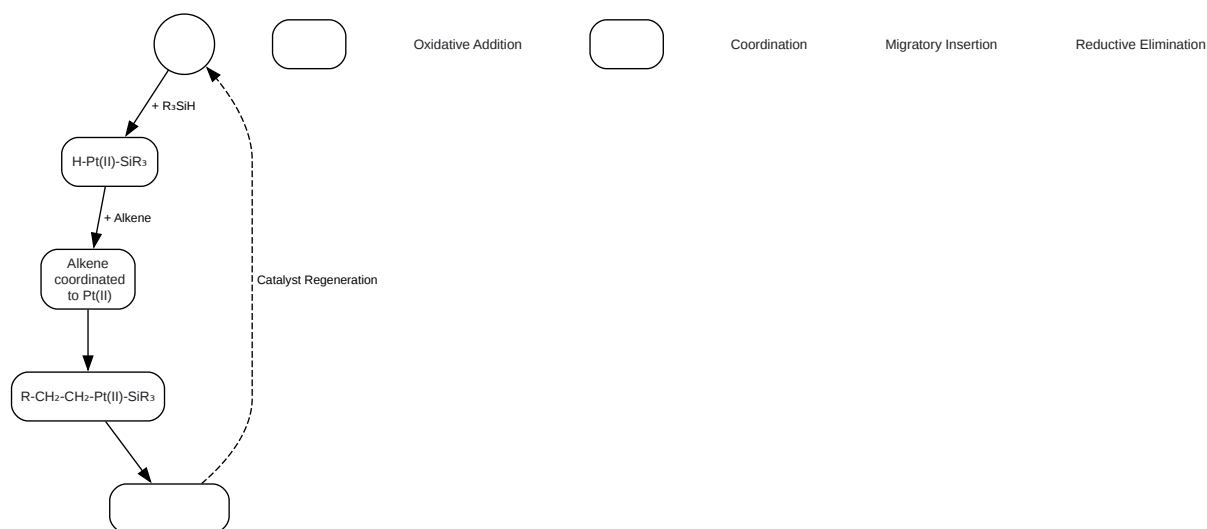 Oxidative Addition
Coordination
Migratory Insertion
Reductive Elimination
+ R₃SiH
H-Pt(II)-SiR₃
+ Alkene
Alkene
coordinated
to Pt(II)
Catalyst Regeneration
R-CH₂-CH₂-Pt(II)-SiR₃